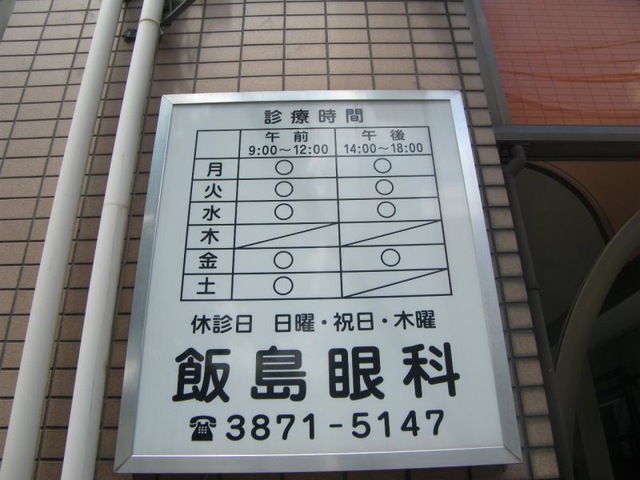 診療時間
午前 午後
9:00～12:00 14:00～18:00
月 ○ ○
火 ○ ○
水 ○ ○
木
金 ○ ○
土 ○
休診日 日曜・祝日・木曜
飯島眼科
☎3871-5147